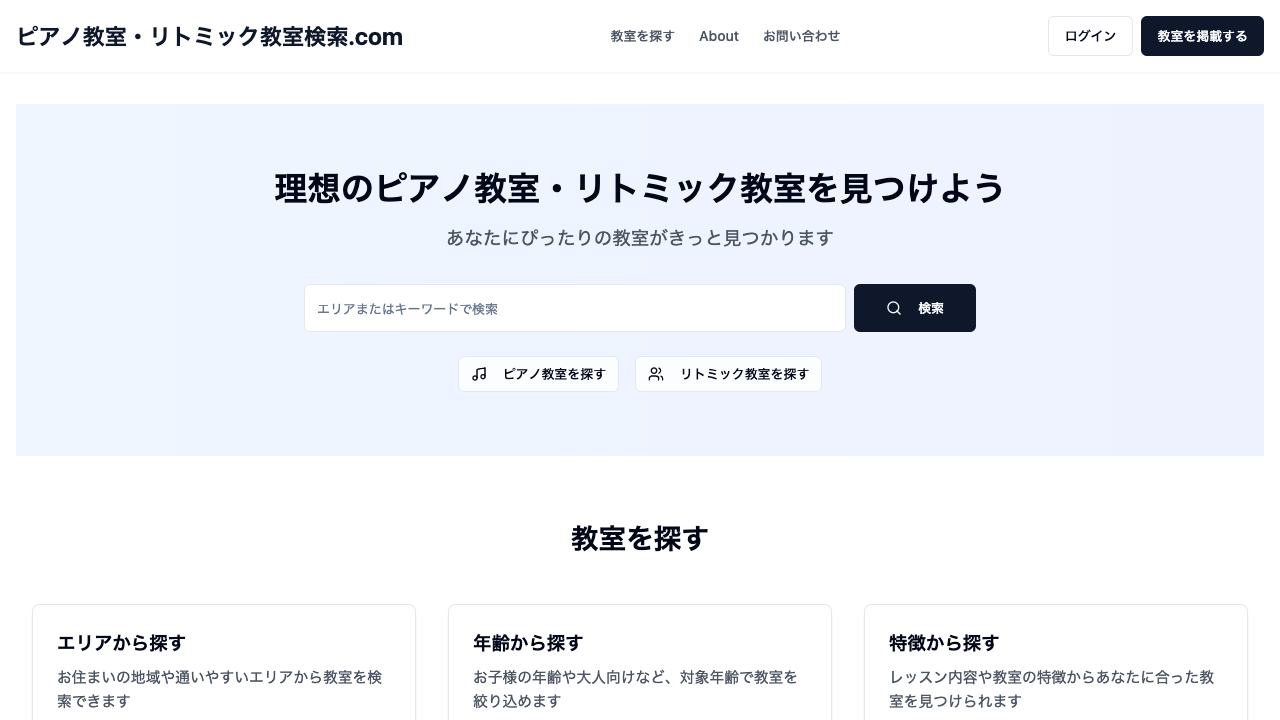 ピアノ教室・リトミック教室検索.com
教室を探す
About
お問い合わせ
ログイン
教室を掲載する
理想のピアノ教室・リトミック教室を見つけよう
あなたにぴったりの教室がきっと見つかります
エリアまたはキーワードで検索
検索
ピアノ教室を探す
リトミック教室を探す
教室を探す
エリアから探す
お住まいの地域や通いやすいエリアから教室を検
索できます
年齢から探す
お子様の年齢や大人向けなど、対象年齢で教室を
絞り込めます
特徴から探す
レッスン内容や教室の特徴からあなたに合った教
室を見つけられます